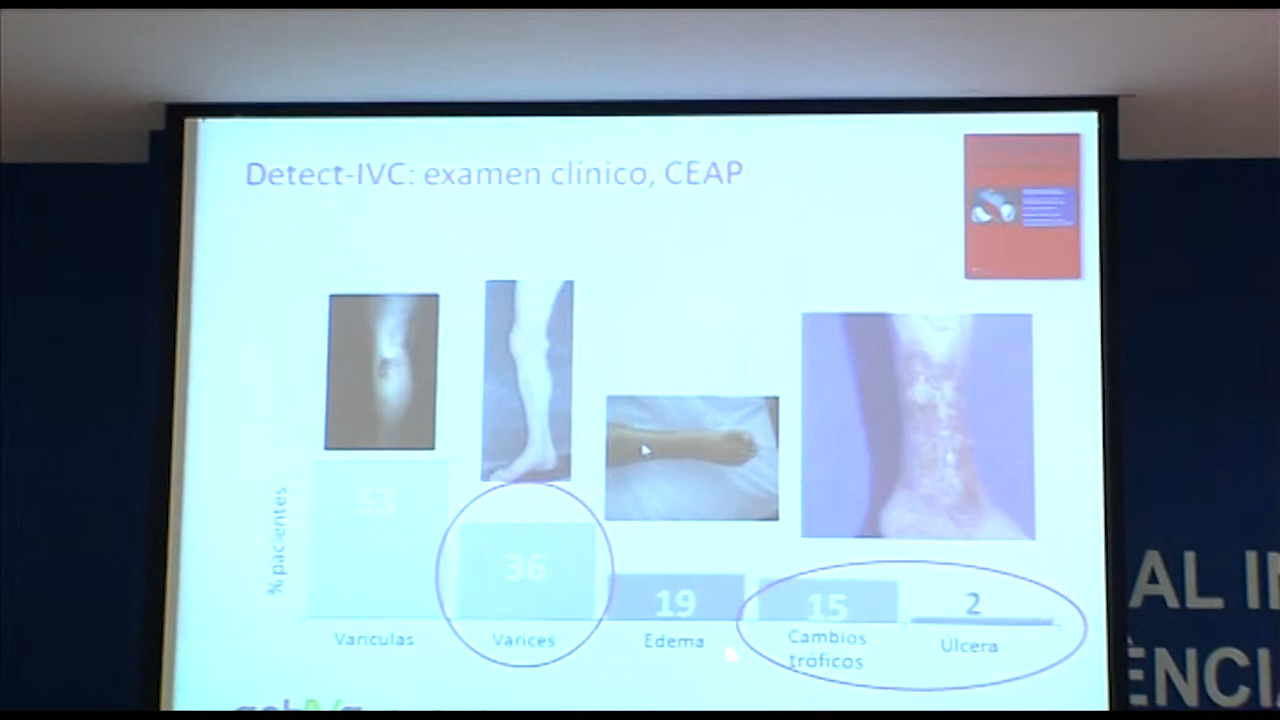 Detect-IVC: examen clínico, CEAP
% pacientes
53
36
19
15
2
Varículas
Varices
Edema
Cambios
tróficos
Úlcera
AL IN
ÈNCI